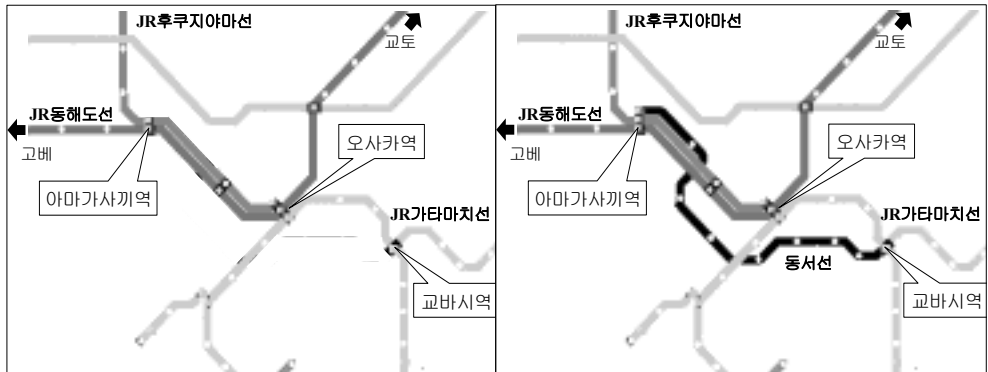 JR후쿠지야마선
교토
JR동해도선
고베
오사카역
아마가사끼역
JR가타마치선
교바시역
JR후쿠지야마선
교토
JR동해도선
고베
오사카역
아마가사끼역
JR가타마치선
동서선
교바시역